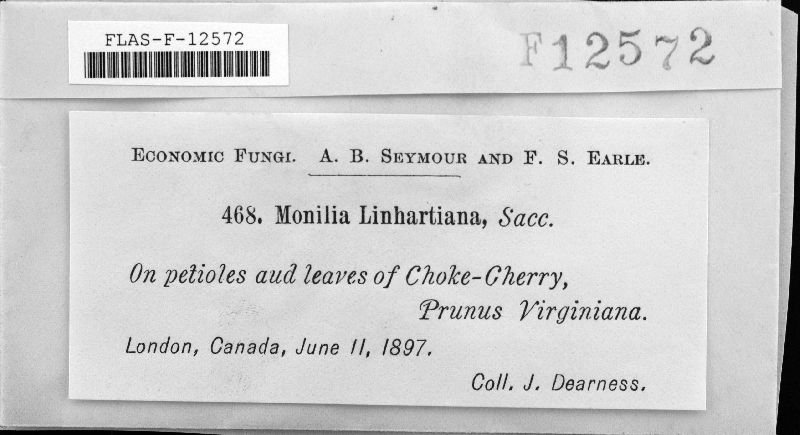 FLAS-F-12572
F12572
Economic Fungi. A. B. Seymour and F. S. Earle.
468. Monilia Linhartiana, Sacc.
On petioles aud leaves of Choke-Cherry,
Prunus Virginiana.
London, Canada, June 11, 1897.
Coll. J. Dearness.